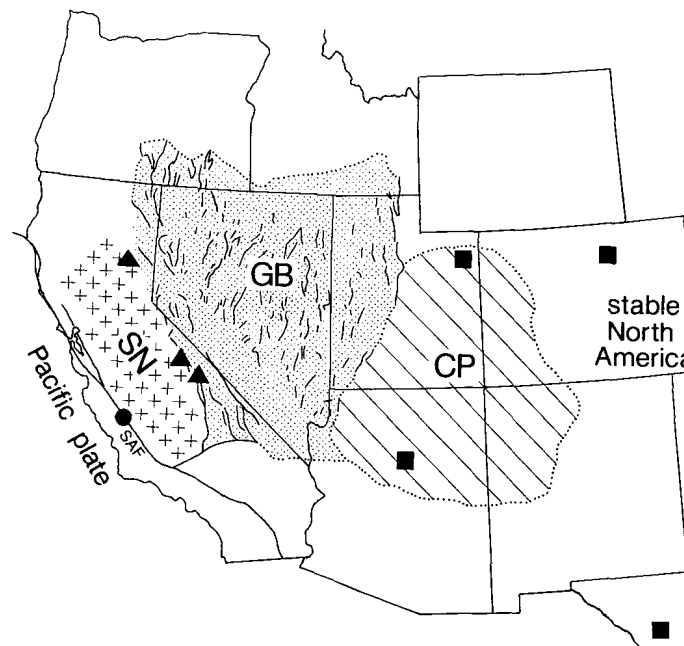 GB
SN
CP
stable
North
America
Pacific plate
SAF